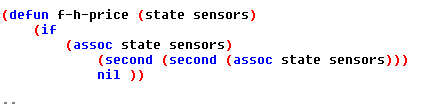 (defun f-h-price (state sensors)
    (if
        (assoc state sensors)
            (second (second (assoc state sensors)))
            nil ))
--